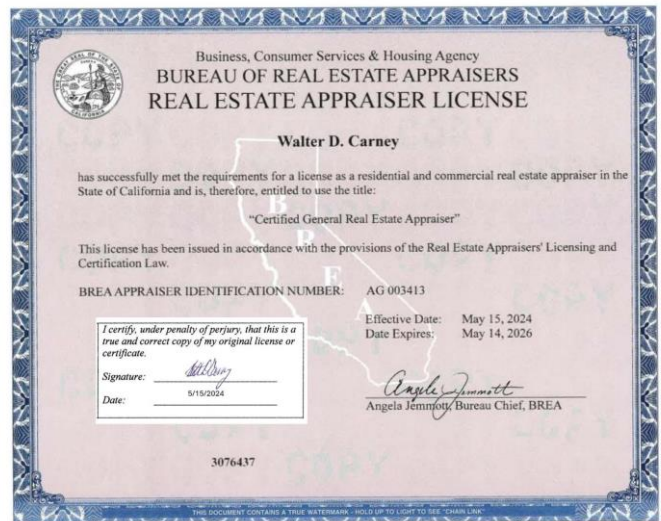 Business, Consumer Services & Housing Agency
BUREAU OF REAL ESTATE APPRAISERS
REAL ESTATE APPRAISER LICENSE
Walter D. Carney
has successfully met the requirements for a license as a residential and commercial real estate appraiser in the
State of California and is, therefore, entitled to use the title:
“Certified General Real Estate Appraiser”
This license has been issued in accordance with the provisions of the Real Estate Appraisers' Licensing and
Certification Law.
BREA APPRAISER IDENTIFICATION NUMBER: AG 003413
Effective Date: May 15, 2024
Date Expires: May 14, 2026
I certify, under penalty of perjury, that this is a
true and correct copy of my original license or
certificate.
Signature:
Date: 5/15/2024
Angela Jemmott
Angela Jemmott, Bureau Chief, BREA
3076437
THIS DOCUMENT CONTAINS A TRUE WATERMARK - HOLD UP TO LIGHT TO SEE "CHAIN LINK"
BREA
COPY